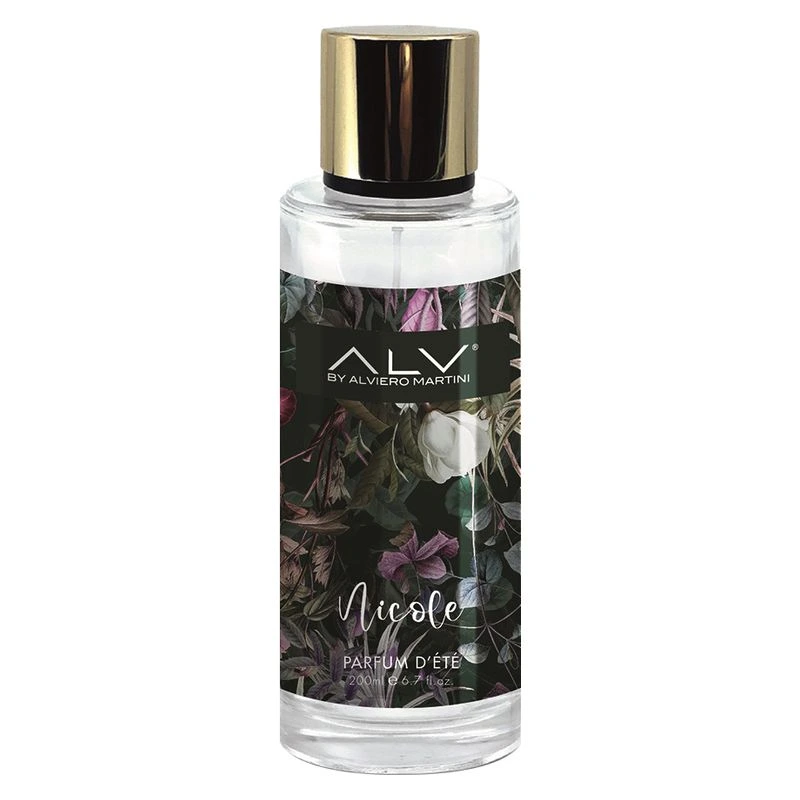 ALV®
BY ALVIERO MARTINI
Nicole
PARFUM D'ÉTÉ
200ml e 6.7 fl.oz.